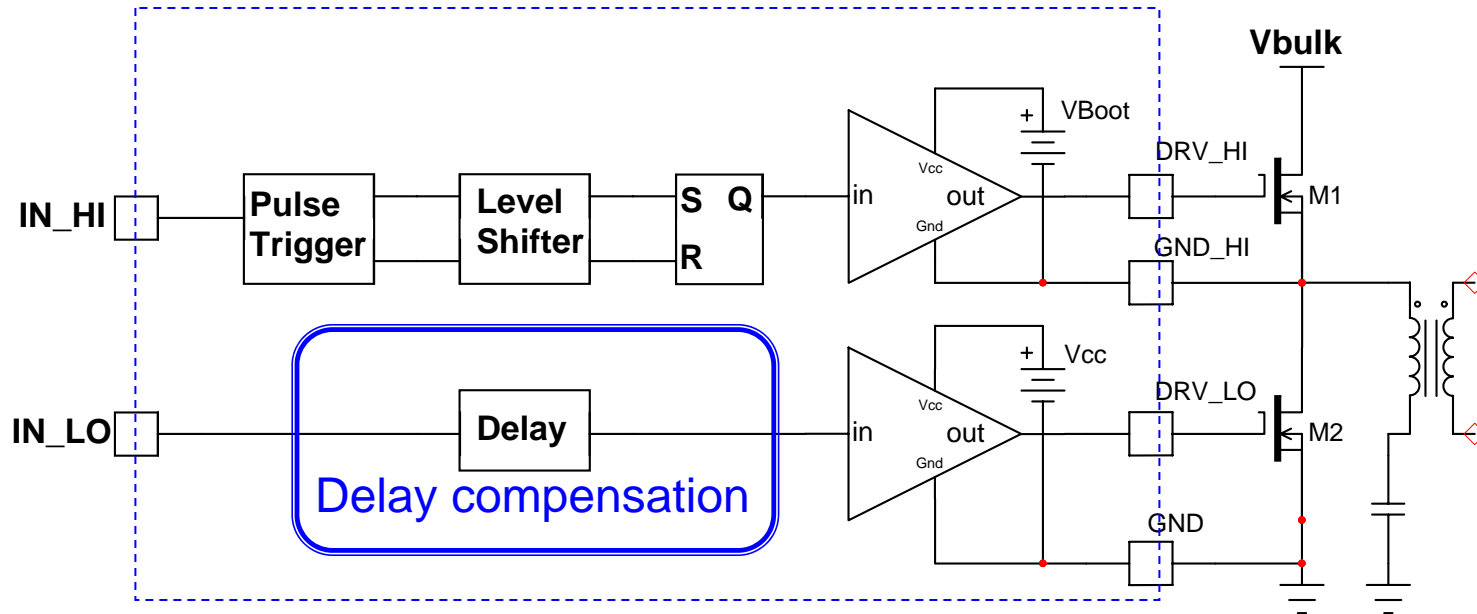 Vbulk
VBoot
+
Vcc
DRV_HI
IN_HI
Pulse
Trigger
Level
Shifter
S Q
R
in
out
Gnd
M1
GND_HI
Vcc
+
Vcc
DRV_LO
IN_LO
Delay
in
out
Gnd
M2
Delay compensation
GND